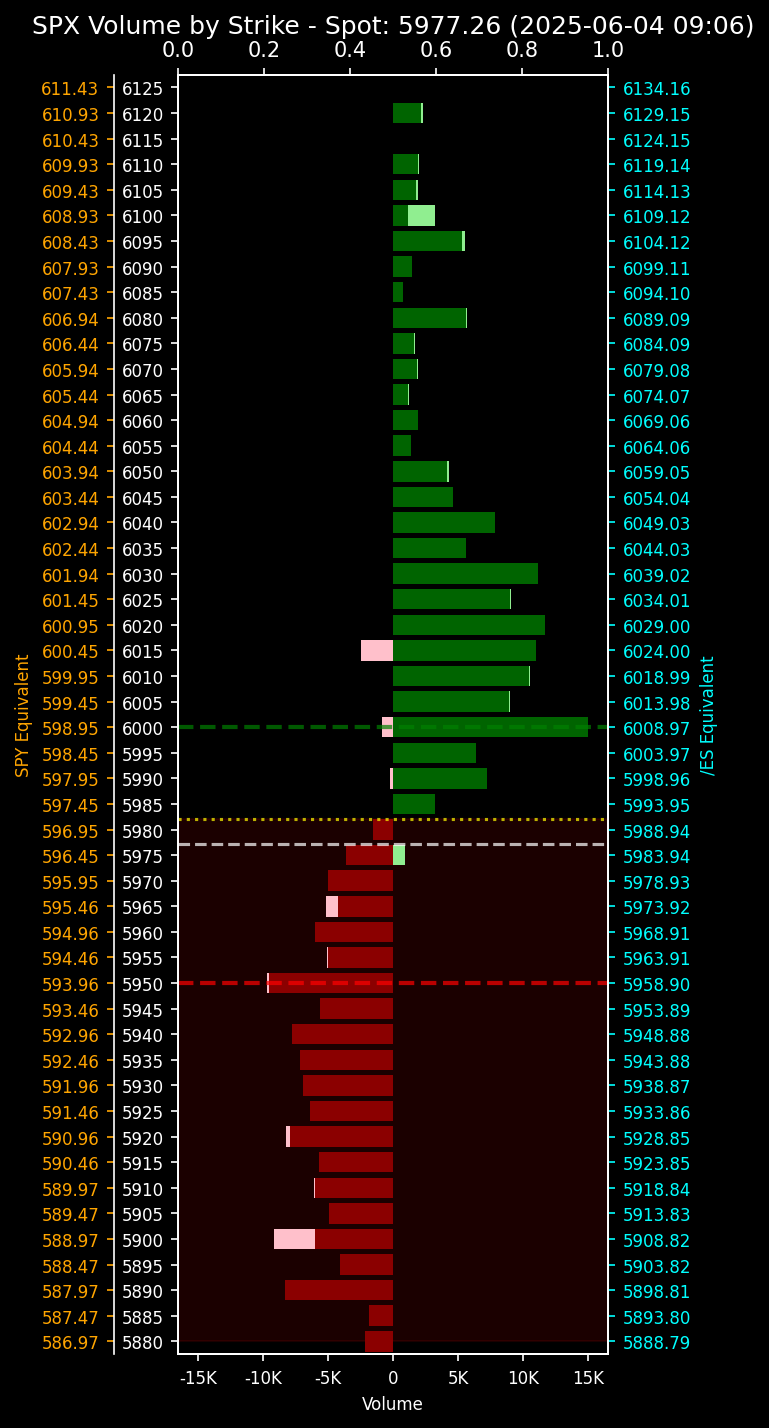 SPX Volume by Strike - Spot: 5977.26 (2025-06-04 09:06)
0.0 0.2 0.4 0.6 0.8 1.0
611.43 6125 6134.16
610.93 6120 6129.15
610.43 6115 6124.15
609.93 6110 6119.14
609.43 6105 6114.13
608.93 6100 6109.12
608.43 6095 6104.12
607.93 6090 6099.11
607.43 6085 6094.10
606.94 6080 6089.09
606.44 6075 6084.09
605.94 6070 6079.08
605.44 6065 6074.07
604.94 6060 6069.06
604.44 6055 6064.06
603.94 6050 6059.05
603.44 6045 6054.04
602.94 6040 6049.03
602.44 6035 6044.03
601.94 6030 6039.02
601.45 6025 6034.01
600.95 6020 6029.00
600.45 6015 6024.00
599.95 6010 6018.99
599.45 6005 6013.98
598.95 6000 6008.97
598.45 5995 6003.97
597.95 5990 5998.96
597.45 5985 5993.95
596.95 5980 5988.94
596.45 5975 5983.94
595.95 5970 5978.93
595.46 5965 5973.92
594.96 5960 5968.91
594.46 5955 5963.91
593.96 5950 5958.90
593.46 5945 5953.89
592.96 5940 5948.88
592.46 5935 5943.88
591.96 5930 5938.87
591.46 5925 5933.86
590.96 5920 5928.85
590.46 5915 5923.85
589.97 5910 5918.84
589.47 5905 5913.83
588.97 5900 5908.82
588.47 5895 5903.82
587.97 5890 5898.81
587.47 5885 5893.80
586.97 5880 5888.79
SPY Equivalent
/ES Equivalent
-15K -10K -5K 0 5K 10K 15K
Volume